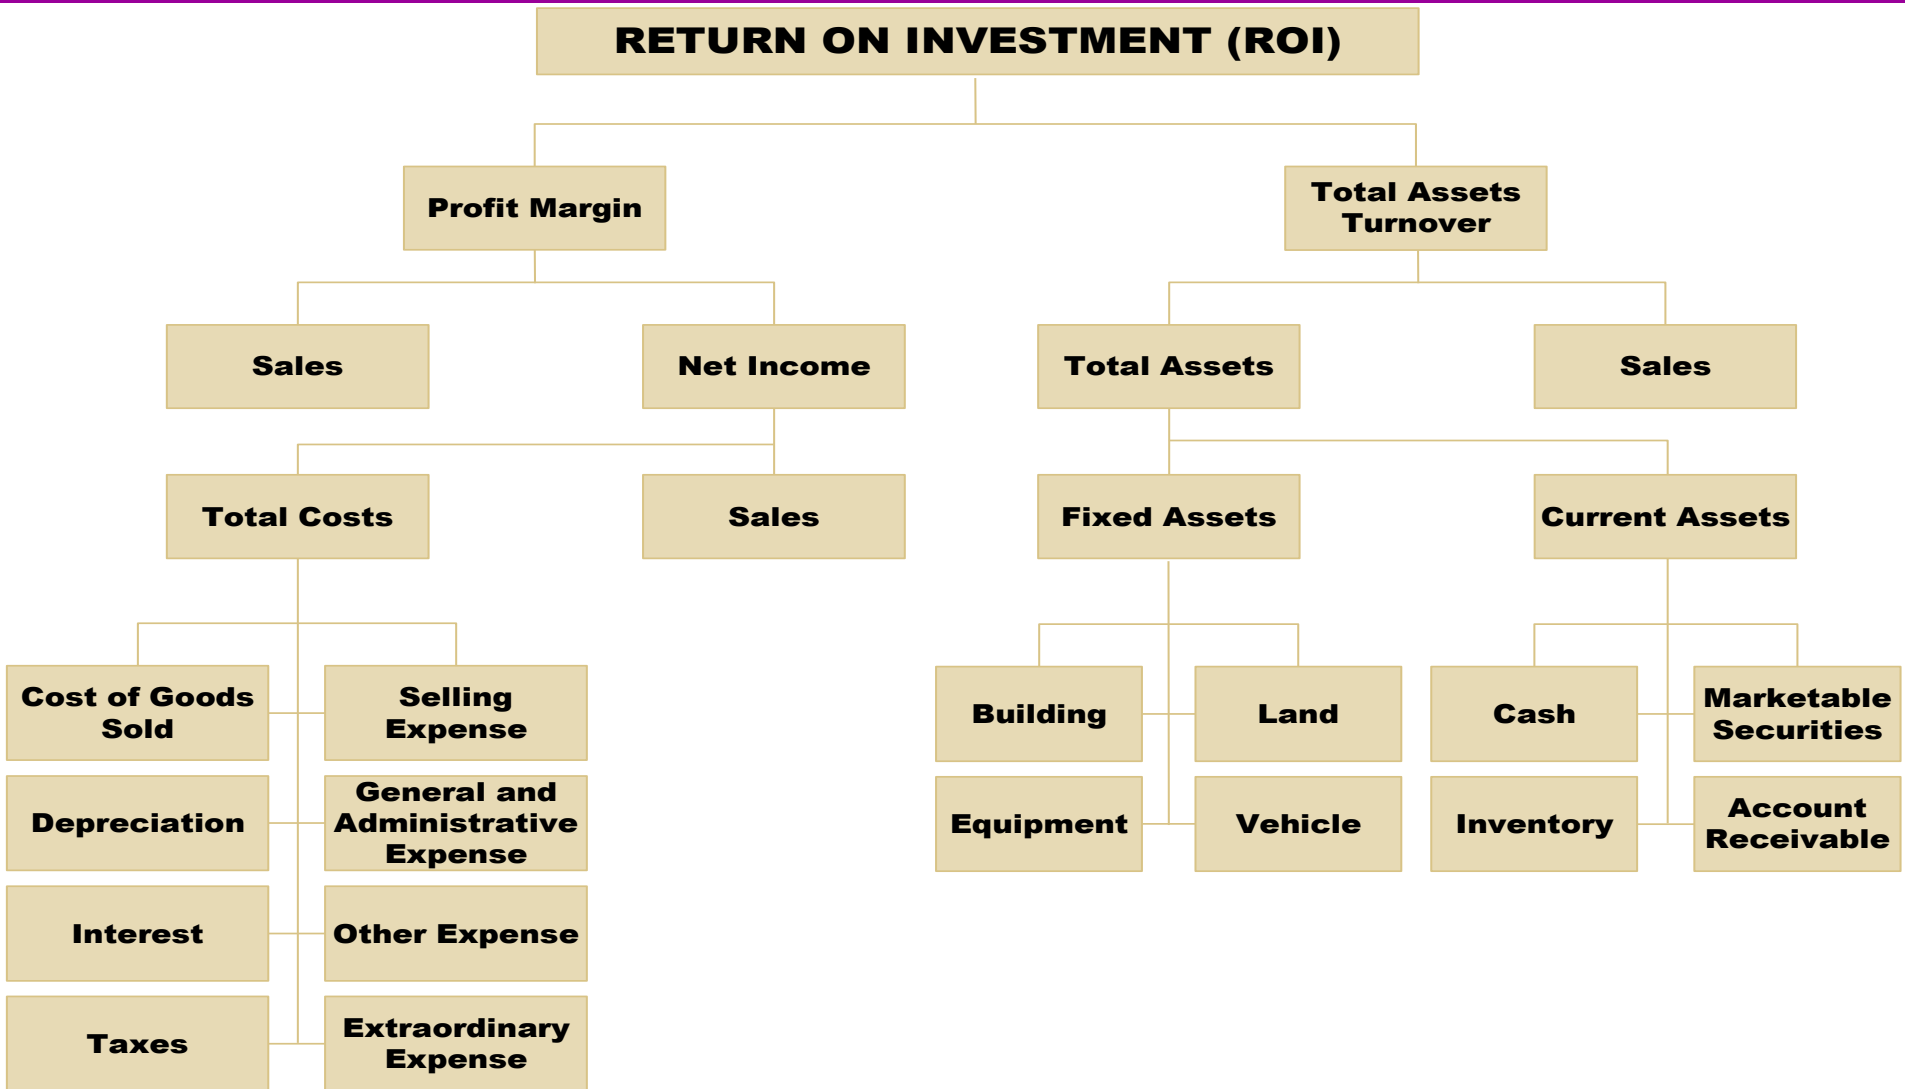 RETURN ON INVESTMENT (ROI)
Profit Margin
Total Assets
Turnover
Sales
Net Income
Total Assets
Sales
Total Costs
Sales
Fixed Assets
Current Assets
Cost of Goods
Sold
Selling
Expense
Building
Land
Cash
Marketable
Securities
Depreciation
General and
Administrative
Expense
Equipment
Vehicle
Inventory
Account
Receivable
Interest
Other Expense
Taxes
Extraordinary
Expense